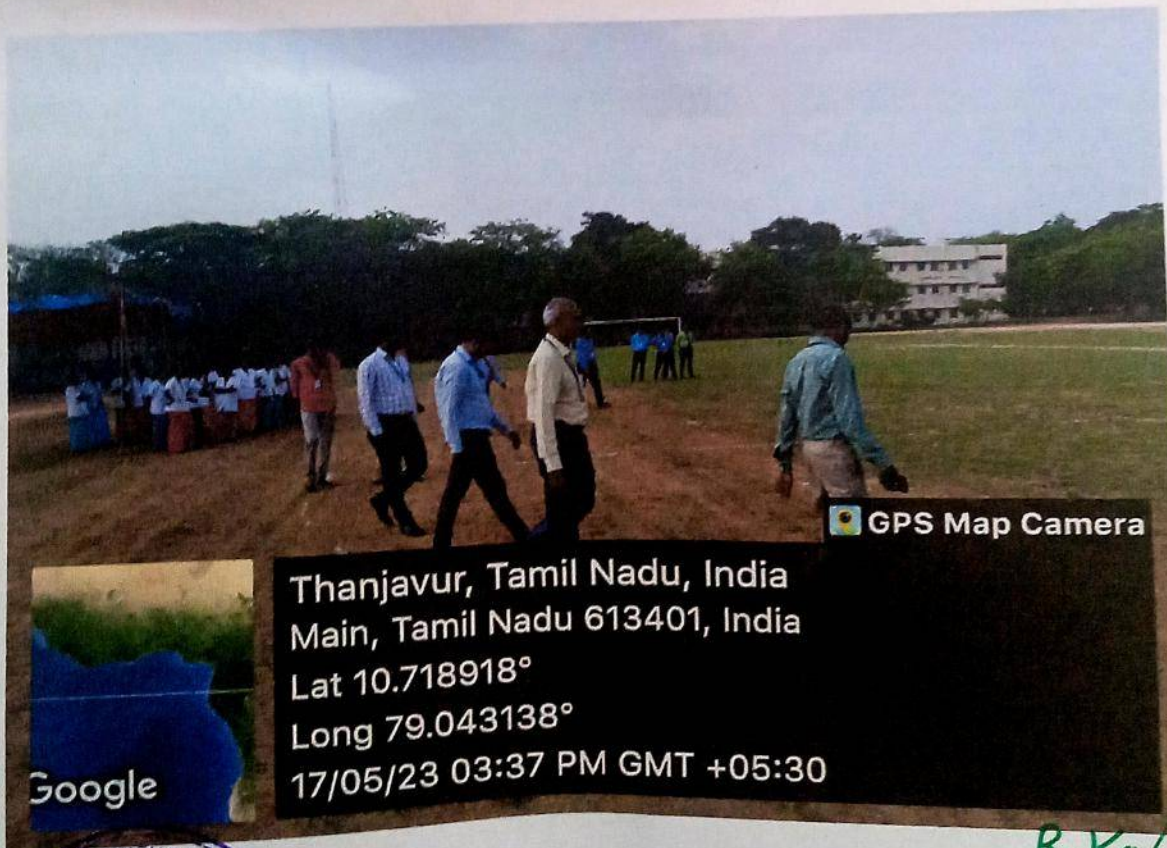 GPS Map Camera
Thanjavur, Tamil Nadu, India
Main, Tamil Nadu 613401, India
Lat 10.718918°
Long 79.043138°
17/05/23 03:37 PM GMT +05:30
Google